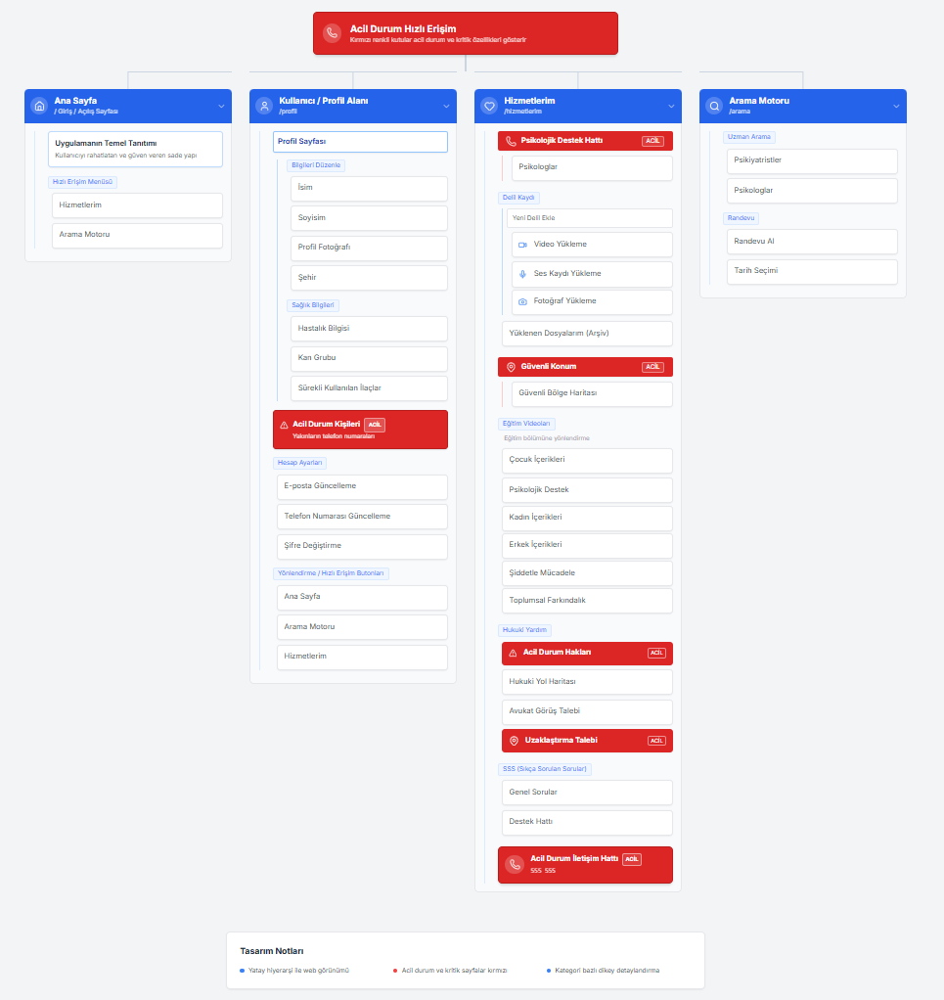 Acil Durum Hızlı Erişim
Kırmızı renkli kutular acil durum ve kritik özellikleri gösterir
Ana Sayfa
/ Giriş / Açılış Sayfası
Uygulamanın Temel Tanıtımı
Kullanıcıyı rahatlatan ve güven veren sade yapı
Hızlı Erişim Menüsü
Hizmetlerim
Arama Motoru
Kullanıcı / Profil Alanı
/profil
Profil Sayfası
Bilgileri Düzenle
İsim
Soyisim
Profil Fotoğrafı
Şehir
Sağlık Bilgileri
Hastalık Bilgisi
Kan Grubu
Sürekli Kullanılan İlaçlar
Acil Durum Kişileri ACİL
Yakınların telefon numaraları
Hesap Ayarları
E-posta Güncelleme
Telefon Numarası Güncelleme
Şifre Değiştirme
Yönlendirme / Hızlı Erişim Butonları
Ana Sayfa
Arama Motoru
Hizmetlerim
Hizmetlerim
/hizmetlerim
Psikolojik Destek Hattı ACİL
Psikologlar
Delil Kaydı
Yeni Delil Ekle
Video Yükleme
Ses Kaydı Yükleme
Fotoğraf Yükleme
Yüklenen Dosyalarım (Arşiv)
Güvenli Konum ACİL
Güvenli Bölge Haritası
Eğitim Videoları
Eğitim bölümüne yönlendirme
Çocuk İçerikleri
Psikolojik Destek
Kadın İçerikleri
Erkek İçerikleri
Şiddetle Mücadele
Toplumsal Farkındalık
Hukuki Yardım
Acil Durum Hakları ACİL
Hukuki Yol Haritası
Avukat Görüş Talebi
Uzaklaştırma Talebi ACİL
SSS (Sıkça Sorulan Sorular)
Genel Sorular
Destek Hattı
Acil Durum İletişim Hattı ACİL
555 555
Arama Motoru
/arama
Uzman Arama
Psikiyatristler
Psikologlar
Randevu
Randevu Al
Tarih Seçimi
Tasarım Notları
Yatay hiyerarşi ile web görünümü
Acil durum ve kritik sayfalar kırmızı
Kategori bazlı dikey detaylandırma